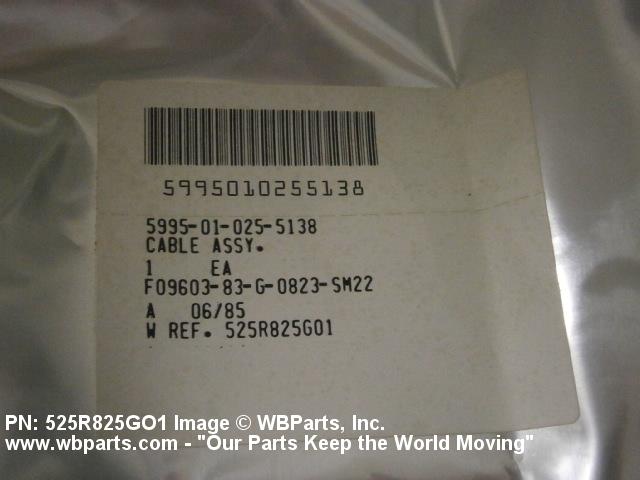 5995010255138
5995-01-025-5138
CABLE ASSY.
1 EA
F09603-83-G-0823-SM22
A 06/85
W REF. 525R825G01
PN: 525R825GO1 Image © WBParts, Inc.
www.wbparts.com - "Our Parts Keep the World Moving"